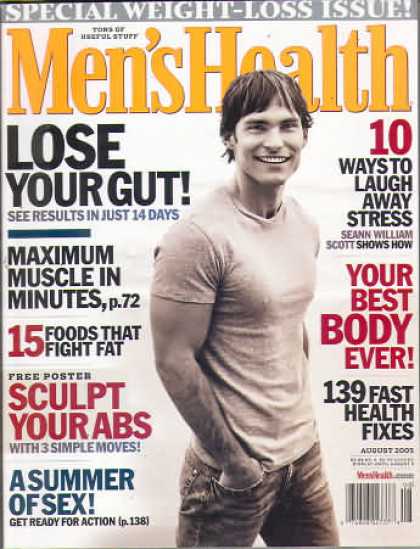 SPECIAL WEIGHT-LOSS ISSUE!
TONS OF
USEFUL STUFF
Men'sHealth
LOSE
YOUR GUT!
SEE RESULTS IN JUST 14 DAYS
MAXIMUM
MUSCLE IN
MINUTES, p.72
15 FOODS THAT
FIGHT FAT
FREE POSTER
SCULPT
YOUR ABS
WITH 3 SIMPLE MOVES!
A SUMMER
OF SEX!
GET READY FOR ACTION (p.138)
10
WAYS TO
LAUGH
AWAY
STRESS
SEANN WILLIAM
SCOTT SHOWS HOW
YOUR
BEST
BODY
EVER!
139 FAST
HEALTH
FIXES
AUGUST 2005
Men'sHealth